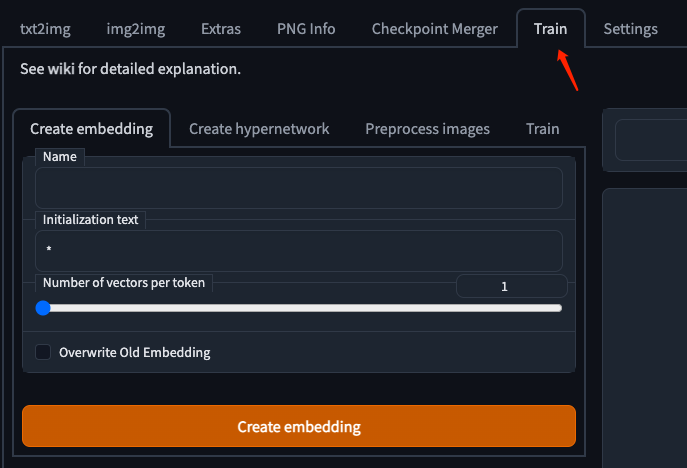 txt2img img2img Extras PNG Info Checkpoint Merger Train Settings
See wiki for detailed explanation.
Create embedding Create hypernetwork Preprocess images Train
Name
Initialization text
*
Number of vectors per token 1
Overwrite Old Embedding
Create embedding